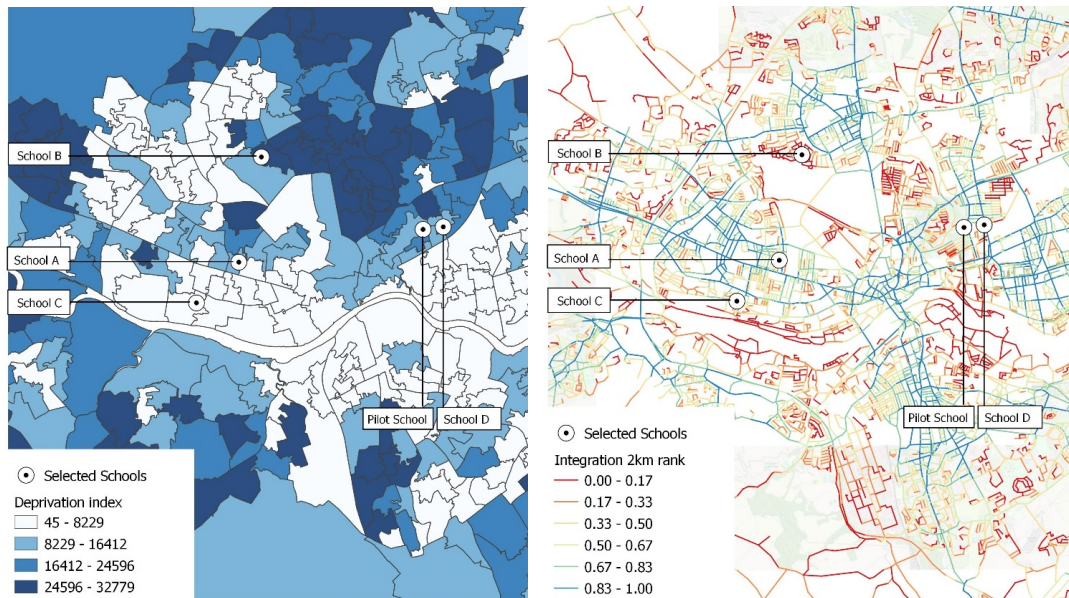 School B
School A
School C
Pilot School
School D
Selected Schools
Deprivation index
45 - 8229
8229 - 16412
16412 - 24596
24596 - 32779
School B
School A
School C
Pilot School
School D
Selected Schools
Integration 2km rank
0.00 - 0.17
0.17 - 0.33
0.33 - 0.50
0.50 - 0.67
0.67 - 0.83
0.83 - 1.00